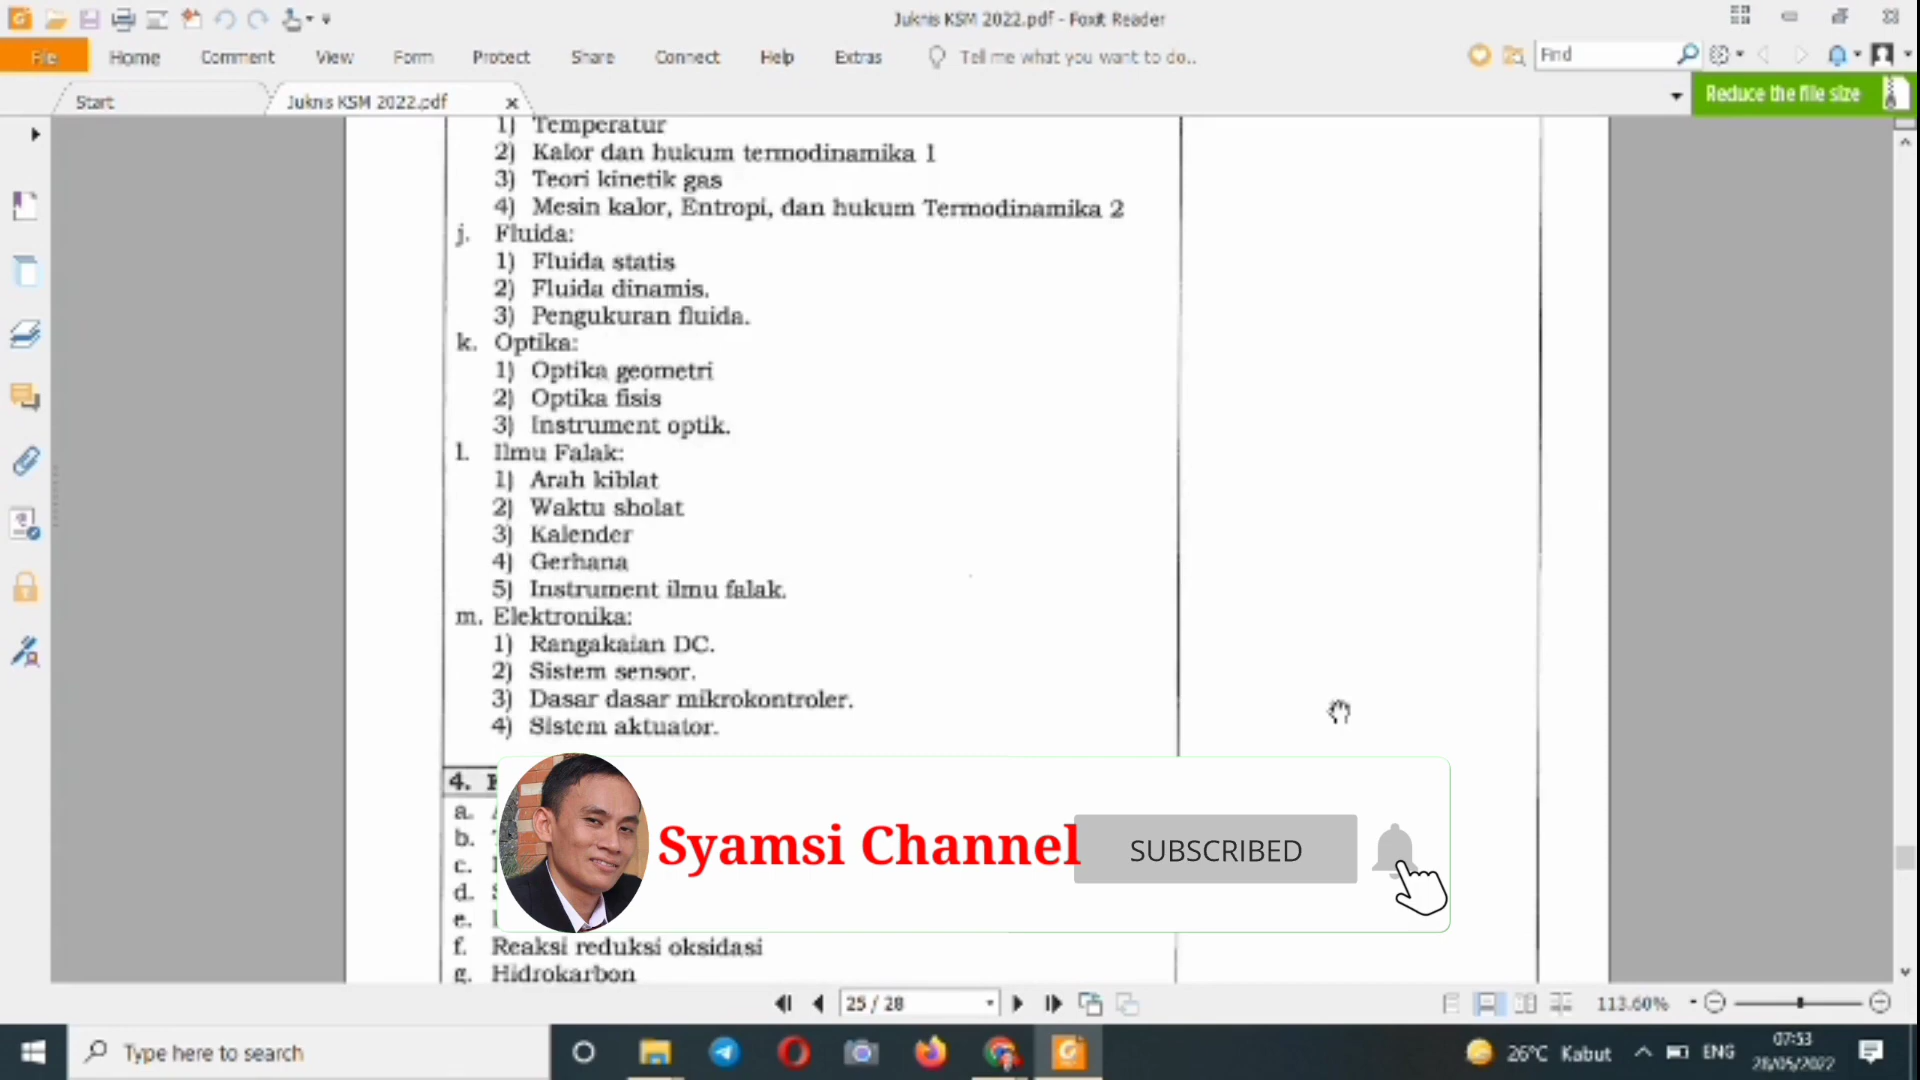 Juknis KSM 2022.pdf - Foxit Reader
File Home Comment View Form Protect Share Connect Help Extras Tell me what you want to do.. Find
Start Juknis KSM 2022.pdf Reduce the file size
1) Temperatur
2) Kalor dan hukum termodinamika 1
3) Teori kinetik gas
4) Mesin kalor, Entropi, dan hukum Termodinamika 2
j. Fluida:
1) Fluida statis
2) Fluida dinamis.
3) Pengukuran fluida.
k. Optika:
1) Optika geometri
2) Optika fisis
3) Instrument optik.
l. Ilmu Falak:
1) Arah kiblat
2) Waktu sholat
3) Kalender
4) Gerhana
5) Instrument ilmu falak.
m. Elektronika:
1) Rangakaian DC.
2) Sistem sensor.
3) Dasar dasar mikrokontroler.
4) Sistem aktuator.
4.
a.
b.
c.
d.
e.
Syamsi Channel SUBSCRIBED
f. Reaksi reduksi oksidasi
g. Hidrokarbon
25 / 28 113.60%
Type here to search 26°C Kabut ENG 07:53
28/05/2022